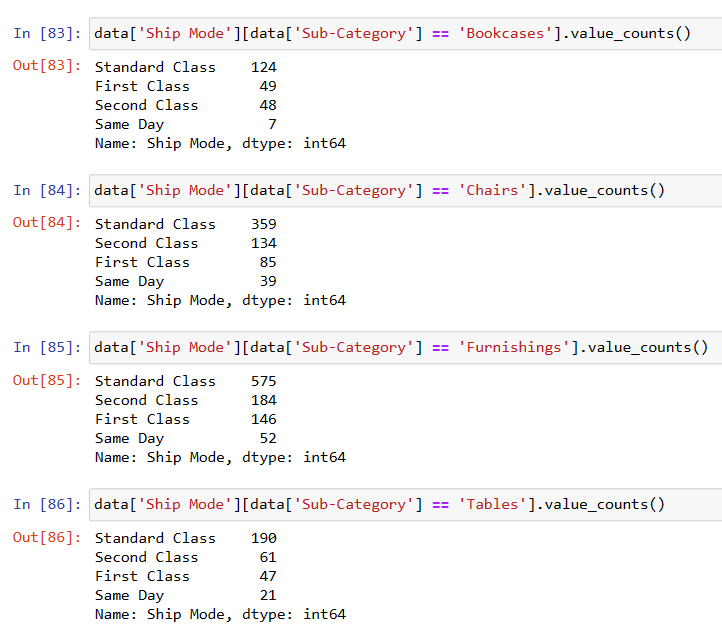 In [83]: data['Ship Mode'][data['Sub-Category'] == 'Bookcases'].value_counts()
Out[83]: Standard Class    124
First Class        49
Second Class       48
Same Day            7
Name: Ship Mode, dtype: int64
In [84]: data['Ship Mode'][data['Sub-Category'] == 'Chairs'].value_counts()
Out[84]: Standard Class    359
Second Class      134
First Class        85
Same Day           39
Name: Ship Mode, dtype: int64
In [85]: data['Ship Mode'][data['Sub-Category'] == 'Furnishings'].value_counts()
Out[85]: Standard Class    575
Second Class      184
First Class       146
Same Day           52
Name: Ship Mode, dtype: int64
In [86]: data['Ship Mode'][data['Sub-Category'] == 'Tables'].value_counts()
Out[86]: Standard Class    190
Second Class       61
First Class        47
Same Day           21
Name: Ship Mode, dtype: int64